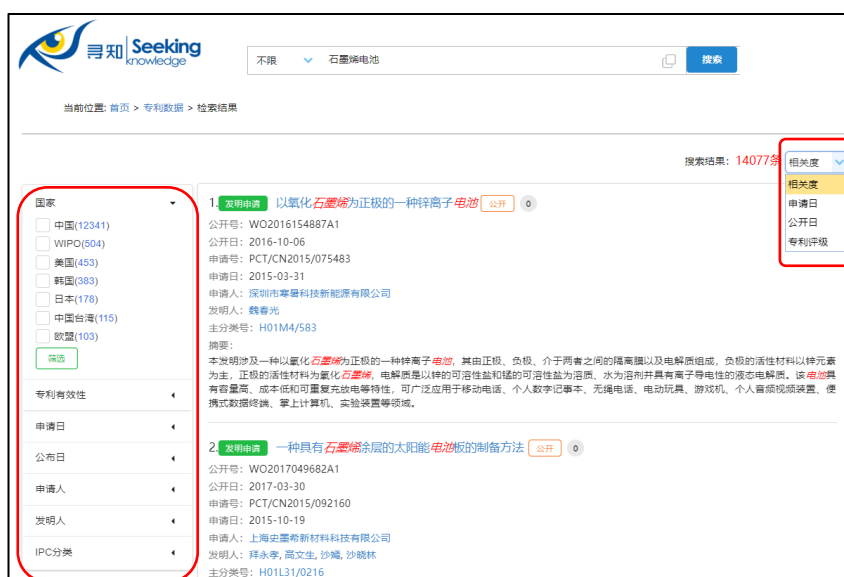 寻知 Seeking knowledge
不限 石墨烯电池 搜索
当前位置: 首页 > 专利数据 > 检索结果
搜索结果: 14077条 相关度
相关度
申请日
公开日
专利评级
国家
中国(12341)
WIPO(504)
美国(453)
韩国(383)
日本(178)
中国台湾(115)
欧盟(103)
筛选
专利有效性
申请日
公布日
申请人
发明人
IPC分类
1. 发明申请 以氧化石墨烯为正极的一种锌离子电池 公开 0
公开号: WO2016154887A1
公开日: 2016-10-06
申请号: PCT/CN2015/075483
申请日: 2015-03-31
申请人: 深圳市寒暑科技新能源有限公司
发明人: 魏春光
主分类号: H01M4/583
摘要:
本发明涉及一种以氧化石墨烯为正极的一种锌离子电池，其由正极、负极、介于两者之间的隔离膜以及电解质组成，负极的活性材料以锌元素
为主，正极的活性材料为氧化石墨烯，电解质是以锌的可溶性盐和锰的可溶性盐为溶质、水为溶剂并具有离子导电性的液态电解质。该电池具
有容量高、成本低和可重复充放电等特性，可广泛应用于移动电话、个人数字记事本、无绳电话、电动玩具、游戏机、个人音频视频装置、便
携式数据终端、掌上计算机、实验装置等领域。
2. 发明申请 一种具有石墨烯涂层的太阳能电池板的制备方法 公开 0
公开号: WO2017049682A1
公开日: 2017-03-30
申请号: PCT/CN2015/092160
申请日: 2015-10-19
申请人: 上海史墨希新材料科技有限公司
发明人: 拜永孝, 高文生, 沙嫣, 沙晓林
主分类号: H01L31/0216